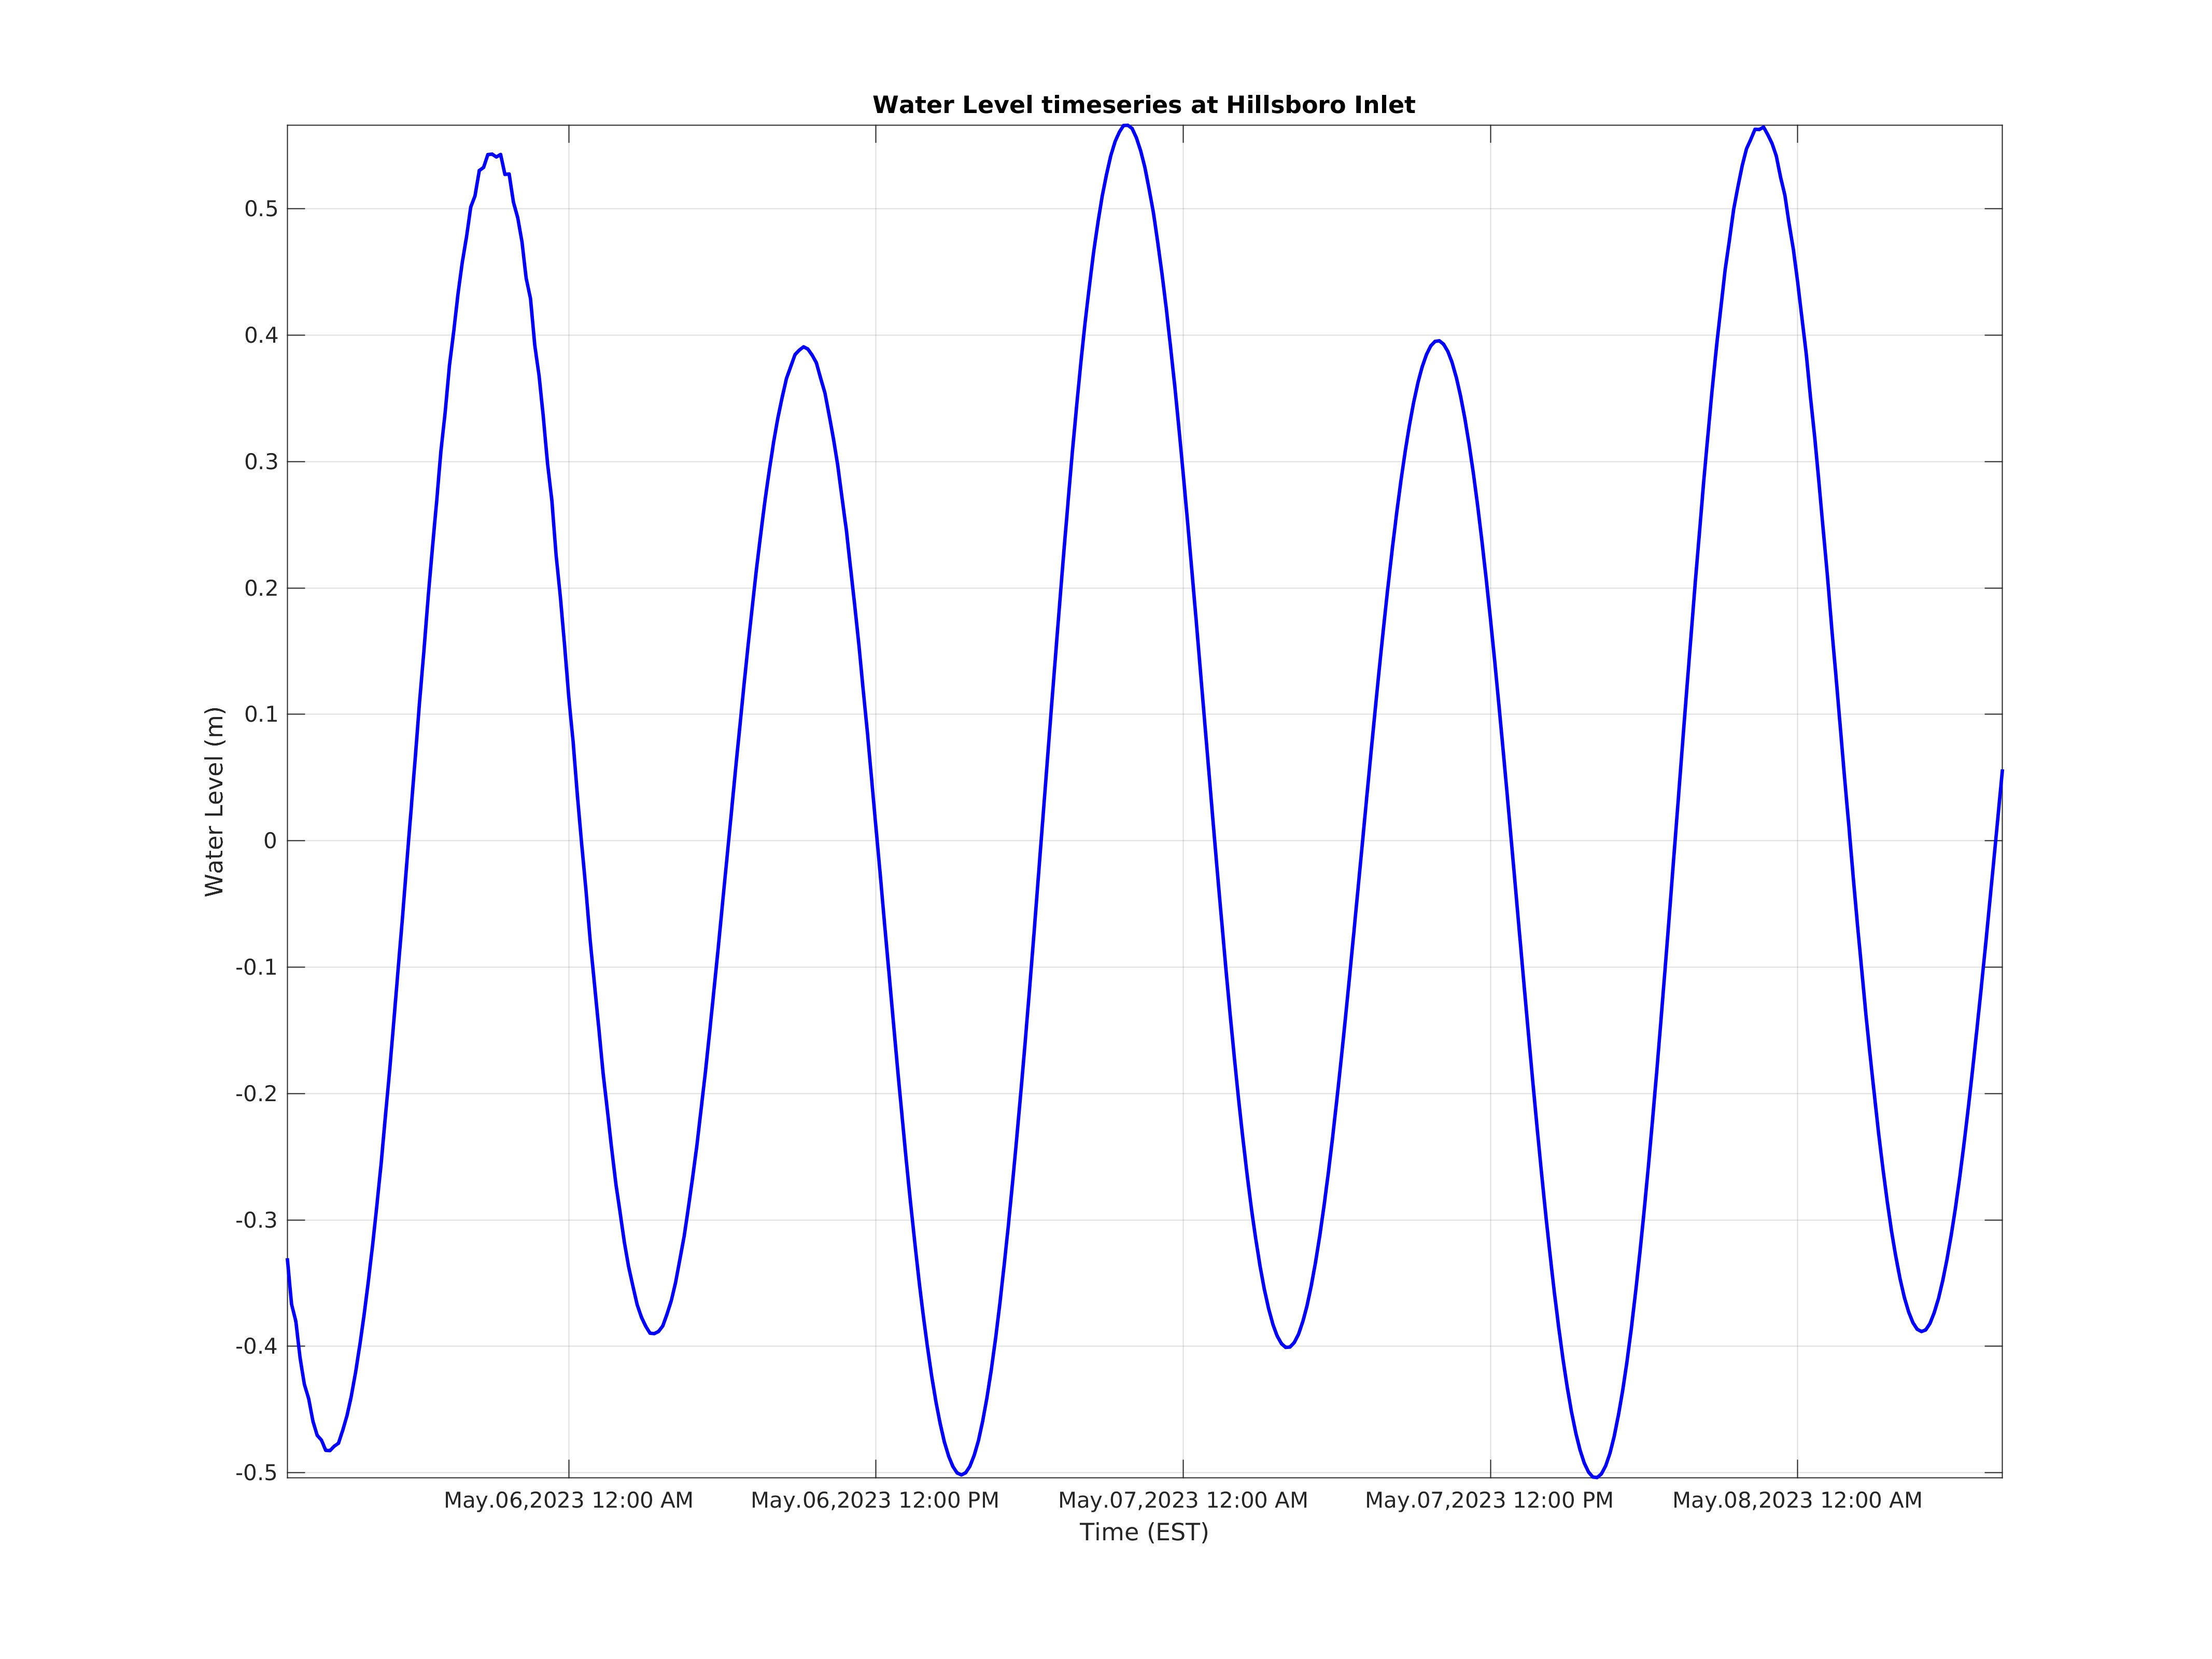 Water Level timeseries at Hillsboro Inlet
0.5
0.4
0.3
0.2
0.1
0
-0.1
-0.2
-0.3
-0.4
-0.5
Water Level (m)
May.06,2023 12:00 AM May.06,2023 12:00 PM May.07,2023 12:00 AM May.07,2023 12:00 PM May.08,2023 12:00 AM
Time (EST)